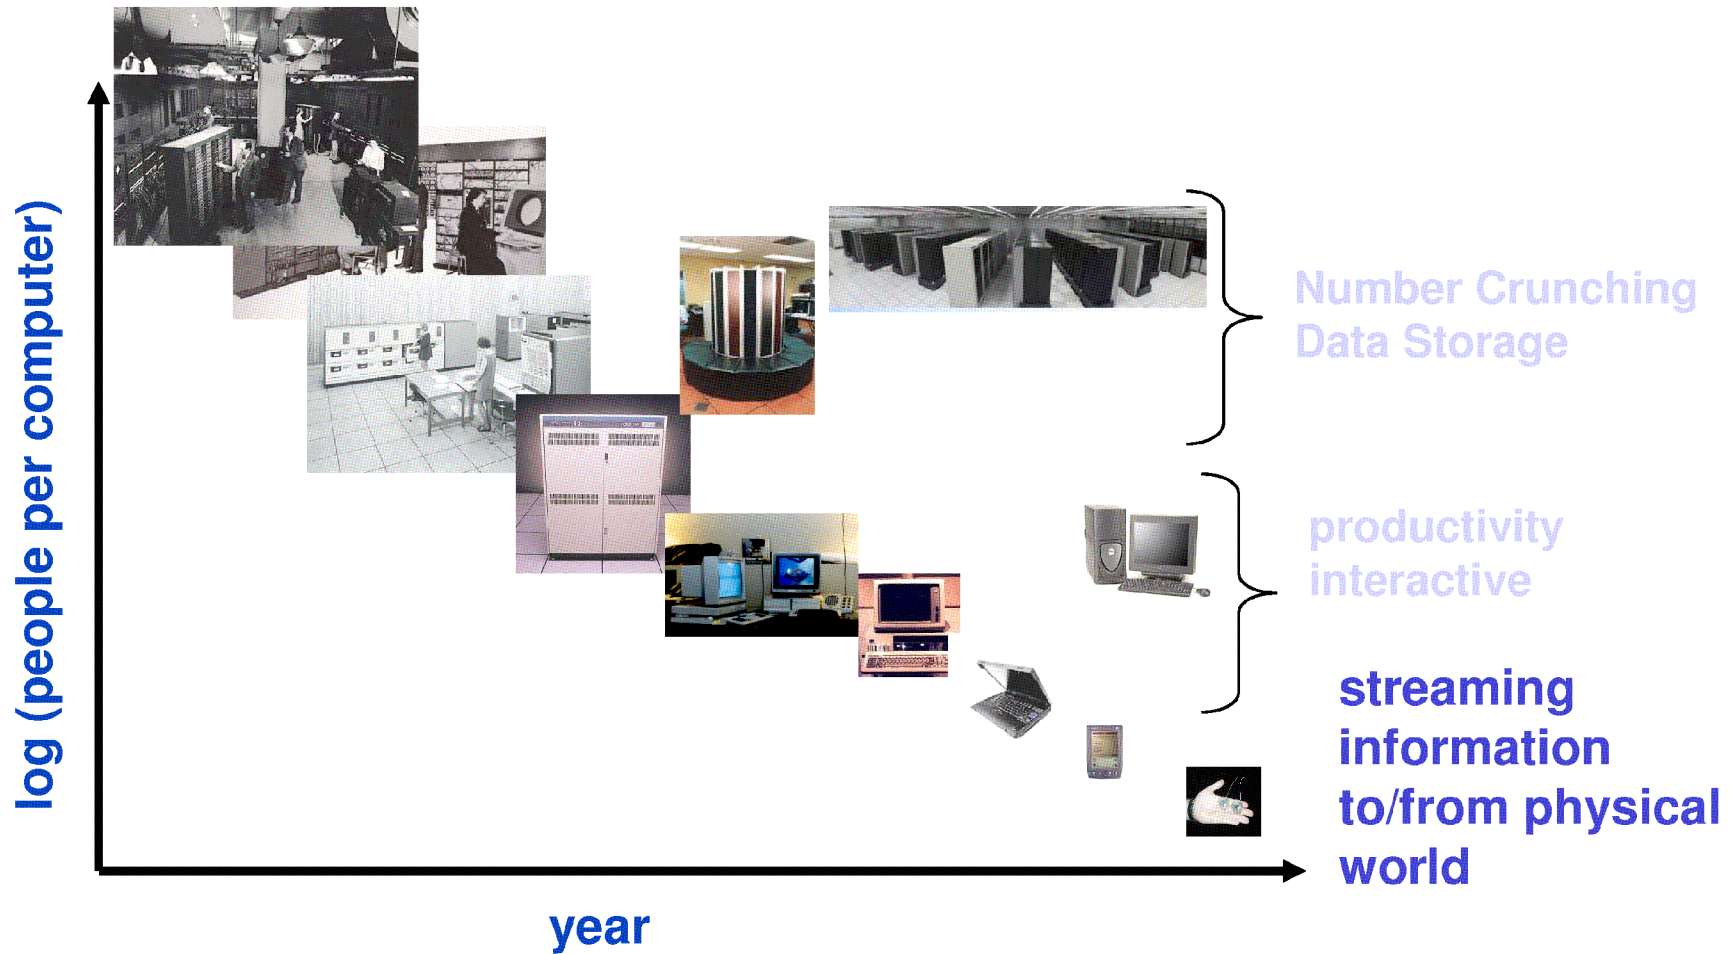 log (people per computer)
year
Number Crunching
Data Storage
productivity
interactive
streaming
information
to/from physical
world